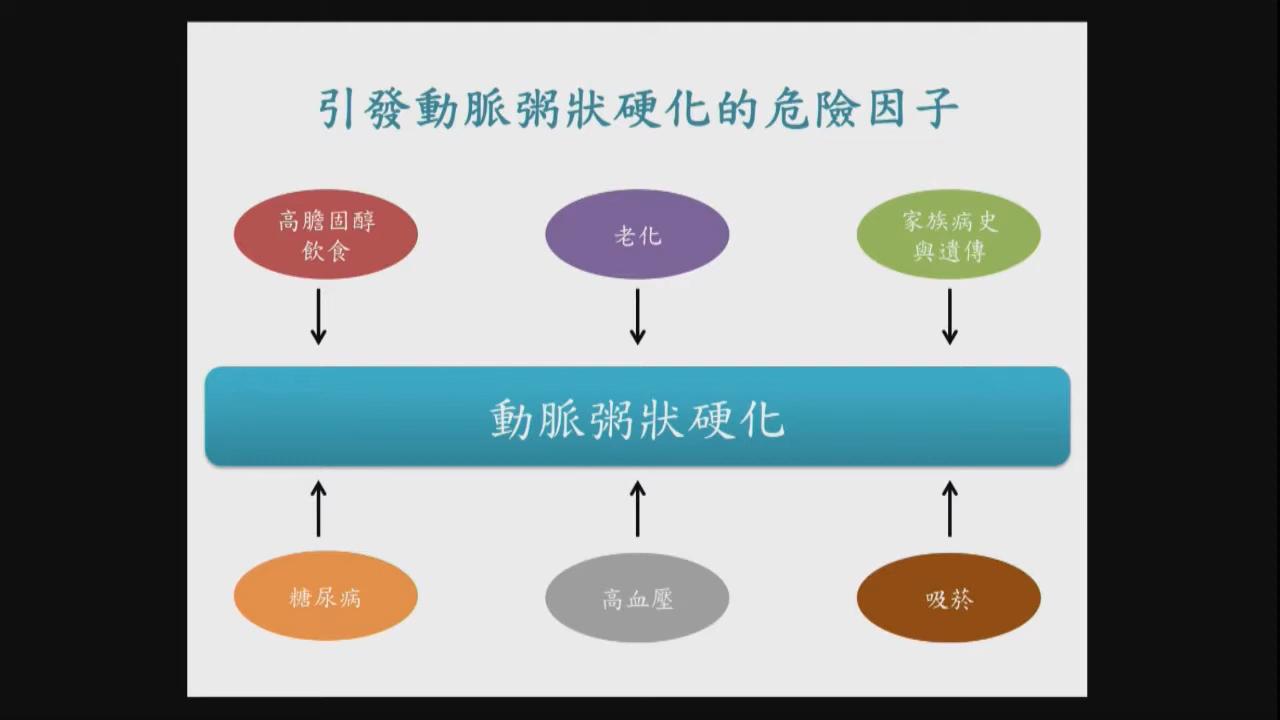 引發動脈粥狀硬化的危險因子
高膽固醇
飲食
老化
家族病史
與遺傳
動脈粥狀硬化
糖尿病
高血壓
吸菸